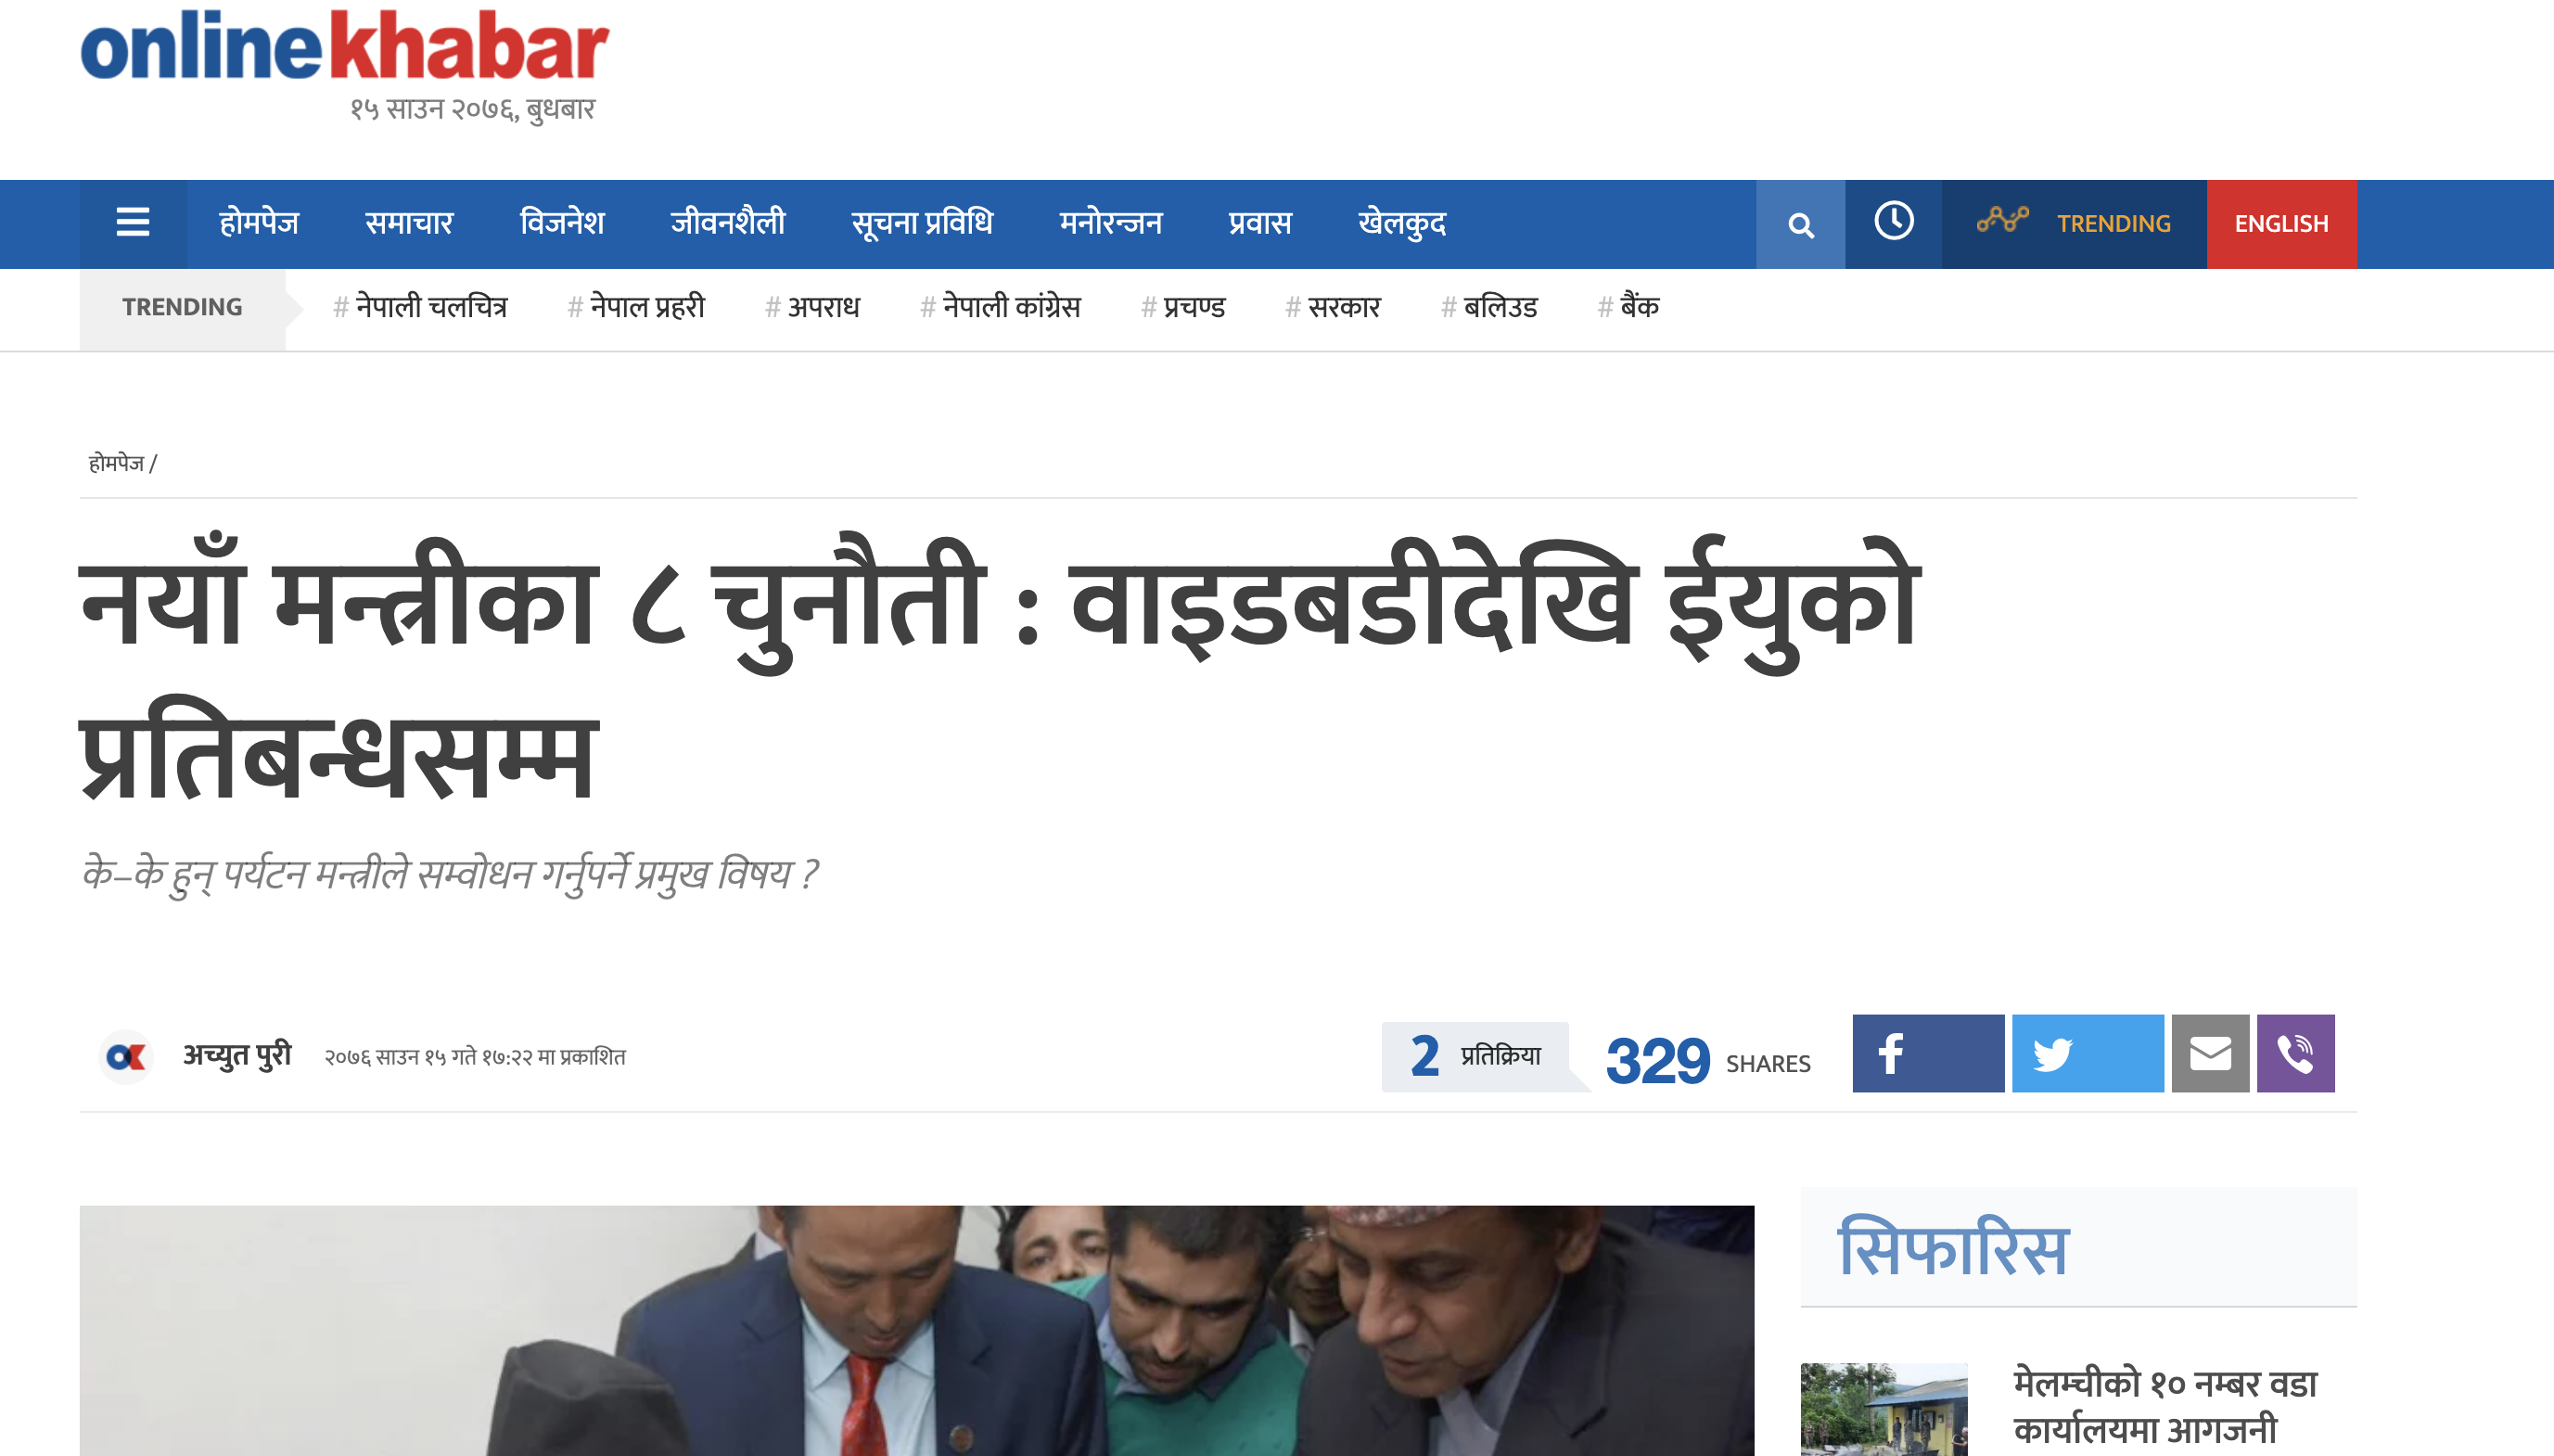 onlinekhabar
१५ साउन २०७६, बुधबार
होमपेज समाचार विजनेश जीवनशैली सूचना प्रविधि मनोरन्जन प्रवास खेलकुद TRENDING ENGLISH
TRENDING # नेपाली चलचित्र # नेपाल प्रहरी # अपराध # नेपाली कांग्रेस # प्रचण्ड # सरकार # बलिउड # बैंक
होमपेज /
नयाँ मन्त्रीका ८ चुनौती : वाइडबडीदेखि ईयुको
प्रतिबन्धसम्म
के–के हुन् पर्यटन मन्त्रीले सम्वोधन गर्नुपर्ने प्रमुख विषय ?
अच्युत पुरी २०७६ साउन १५ गते १७:२२ मा प्रकाशित 2 प्रतिक्रिया 329 SHARES
सिफारिस
मेलम्चीको १० नम्बर वडा
कार्यालयमा आगजनी